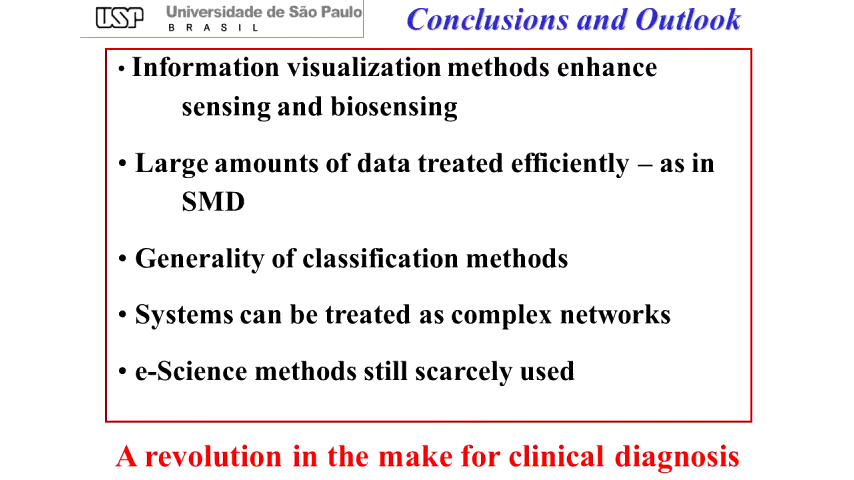 USP Universidade de São Paulo
BRASIL
Conclusions and Outlook
• Information visualization methods enhance
sensing and biosensing
• Large amounts of data treated efficiently – as in
SMD
• Generality of classification methods
• Systems can be treated as complex networks
• e-Science methods still scarcely used
A revolution in the make for clinical diagnosis